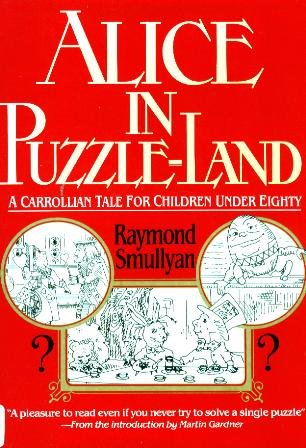 ALICE
IN
PUZZLE-LAND
A CARROLLIAN TALE FOR CHILDREN UNDER EIGHTY
Raymond
Smullyan
? ?
"A pleasure to read even if you never try to solve a single puzzle"
—From the introduction by Martin Gardner